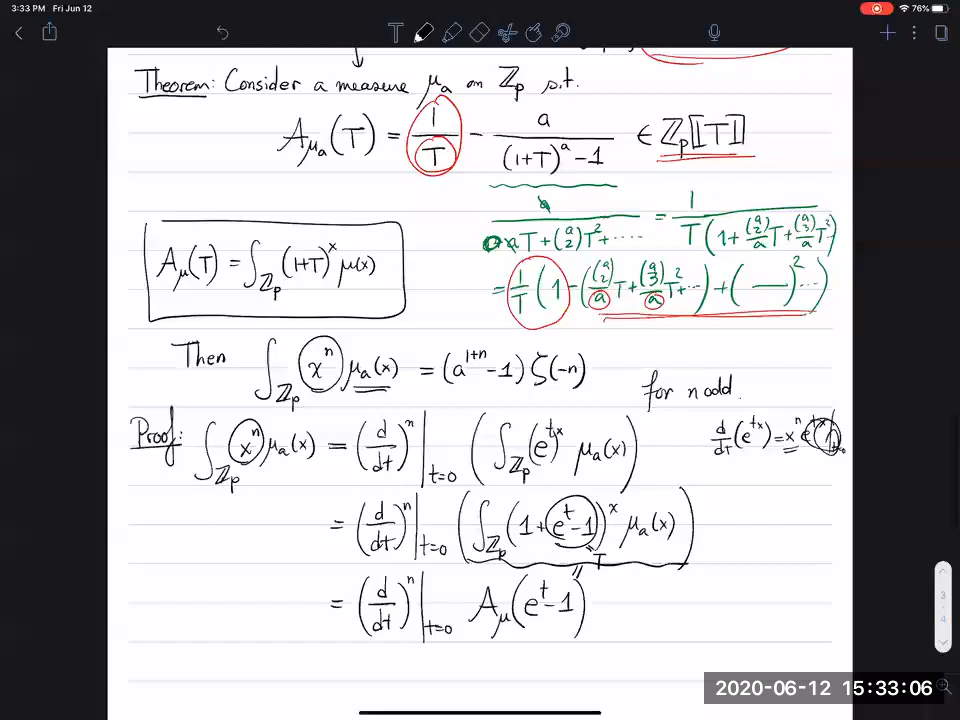 3:33 PM Fri Jun 12
76%
Theorem: Consider a measure μ_a on ℤ_p s.t.
A_{μ_a}(T) = 1/T - a/((1+T)^a - 1) ∈ ℤ_p[[T]]
a/(aT + (a choose 2)T^2 + ·····) = 1/(T(1 + ((a choose 2)/a)T + ((a choose 3)/a)T^2))
= 1/T (1 - ((a choose 2)/a T + (a choose 3)/a T^2 + ···) + (—)^2 ···)
A_μ(T) = ∫_{ℤ_p} (1+T)^x μ(x)
Then ∫_{ℤ_p} x^n μ_a(x) = (a^{1+n} - 1) ζ(-n)
for n odd.
Proof: ∫_{ℤ_p} x^n μ_a(x) = (d/dt)^n |_{t=0} (∫_{ℤ_p} e^{tx} μ_a(x))
d/dt (e^{tx}) = x^n e^{tx}|_{t=0}
= (d/dt)^n |_{t=0} (∫_{ℤ_p} (1 + e^t - 1)^x μ_a(x))
T
= (d/dt)^n |_{t=0} A_μ(e^t - 1)
3
4
2020-06-12 15:33:06